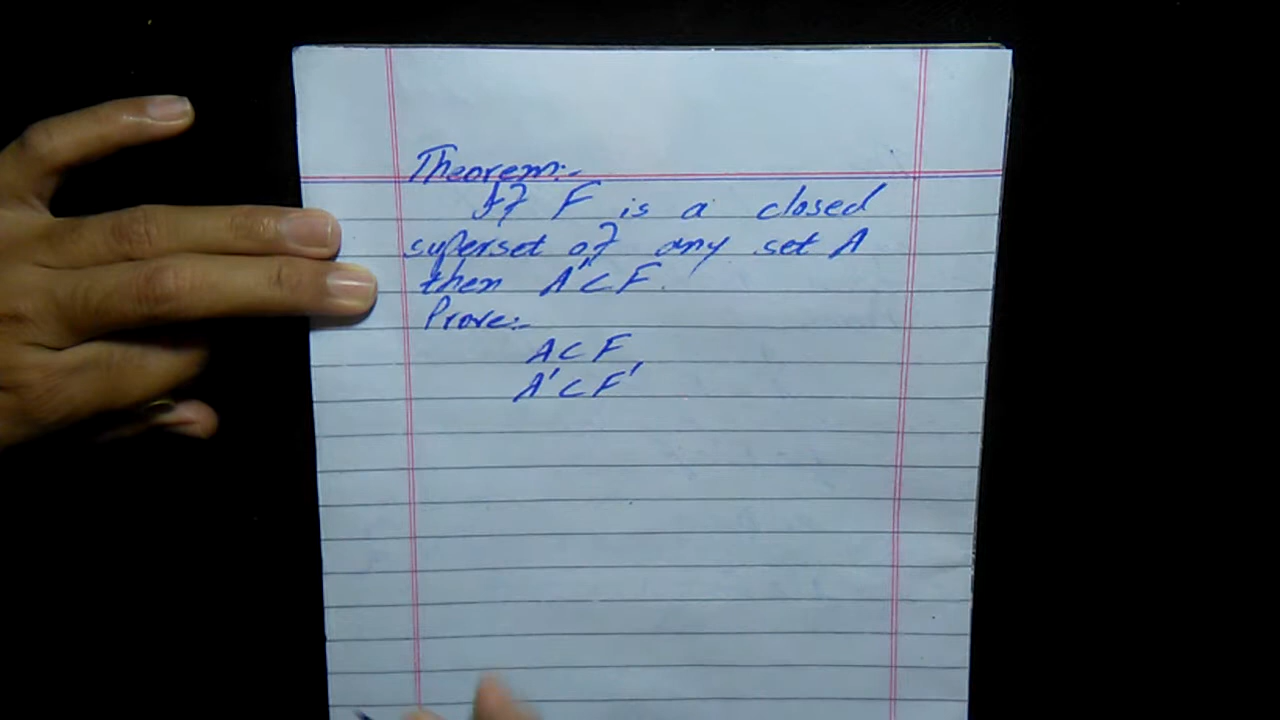 Theorem:-
If F is a closed
superset of any set A
then A' ⊂ F.
Prove:-
A ⊂ F
A' ⊂ F'